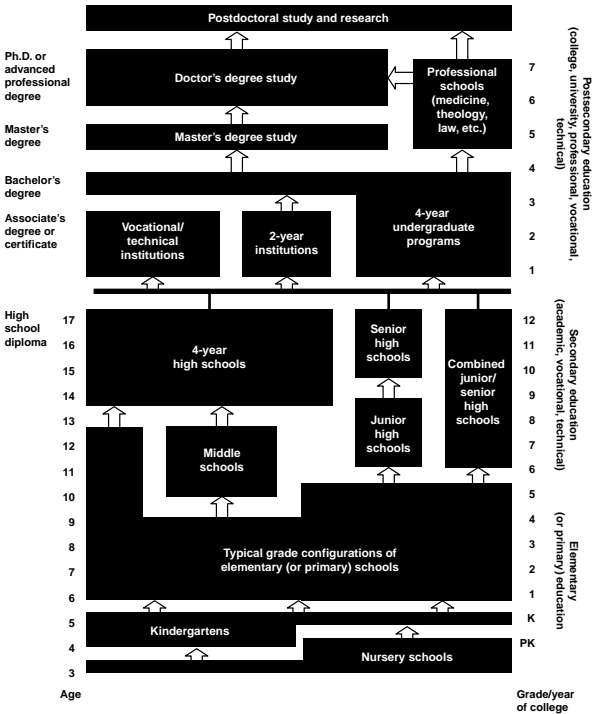 Postdoctoral study and research
Ph.D. or
advanced
professional
degree
Doctor's degree study
Professional
schools
(medicine,
theology,
law, etc.)
7
6
Postsecondary education
(college, university, professional, vocational,
technical)
Master's
degree
Master's degree study
5
4
Bachelor's
degree
3
Associate's
degree or
certificate
Vocational/
technical
institutions
2-year
institutions
4-year
undergraduate
programs
2
1
High
school
diploma
17
16
15
14
13
12
11
10
9
8
7
6
5
4
3
Age
4-year
high schools
Senior
high
schools
Combined
junior/
senior
high
schools
Junior
high
schools
Middle
schools
12
11
10
9
8
7
6
5
4
3
2
1
K
PK
Grade/year
of college
Secondary education
(academic, vocational, technical)
Elementary
(or primary) education
Typical grade configurations of
elementary (or primary) schools
Kindergartens
Nursery schools